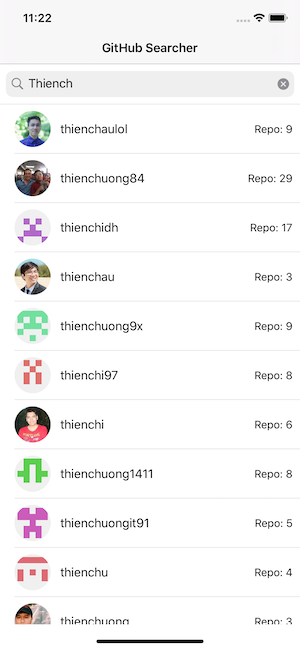 11:22
GitHub Searcher
Thiench
thienchaulol Repo: 9
thienchuong84 Repo: 29
thienchidh Repo: 17
thienchau Repo: 3
thienchuong9x Repo: 9
thienchi97 Repo: 8
thienchi Repo: 6
thienchuong1411 Repo: 8
thienchuongit91 Repo: 5
thienchu Repo: 4
thienchuong Repo: 3